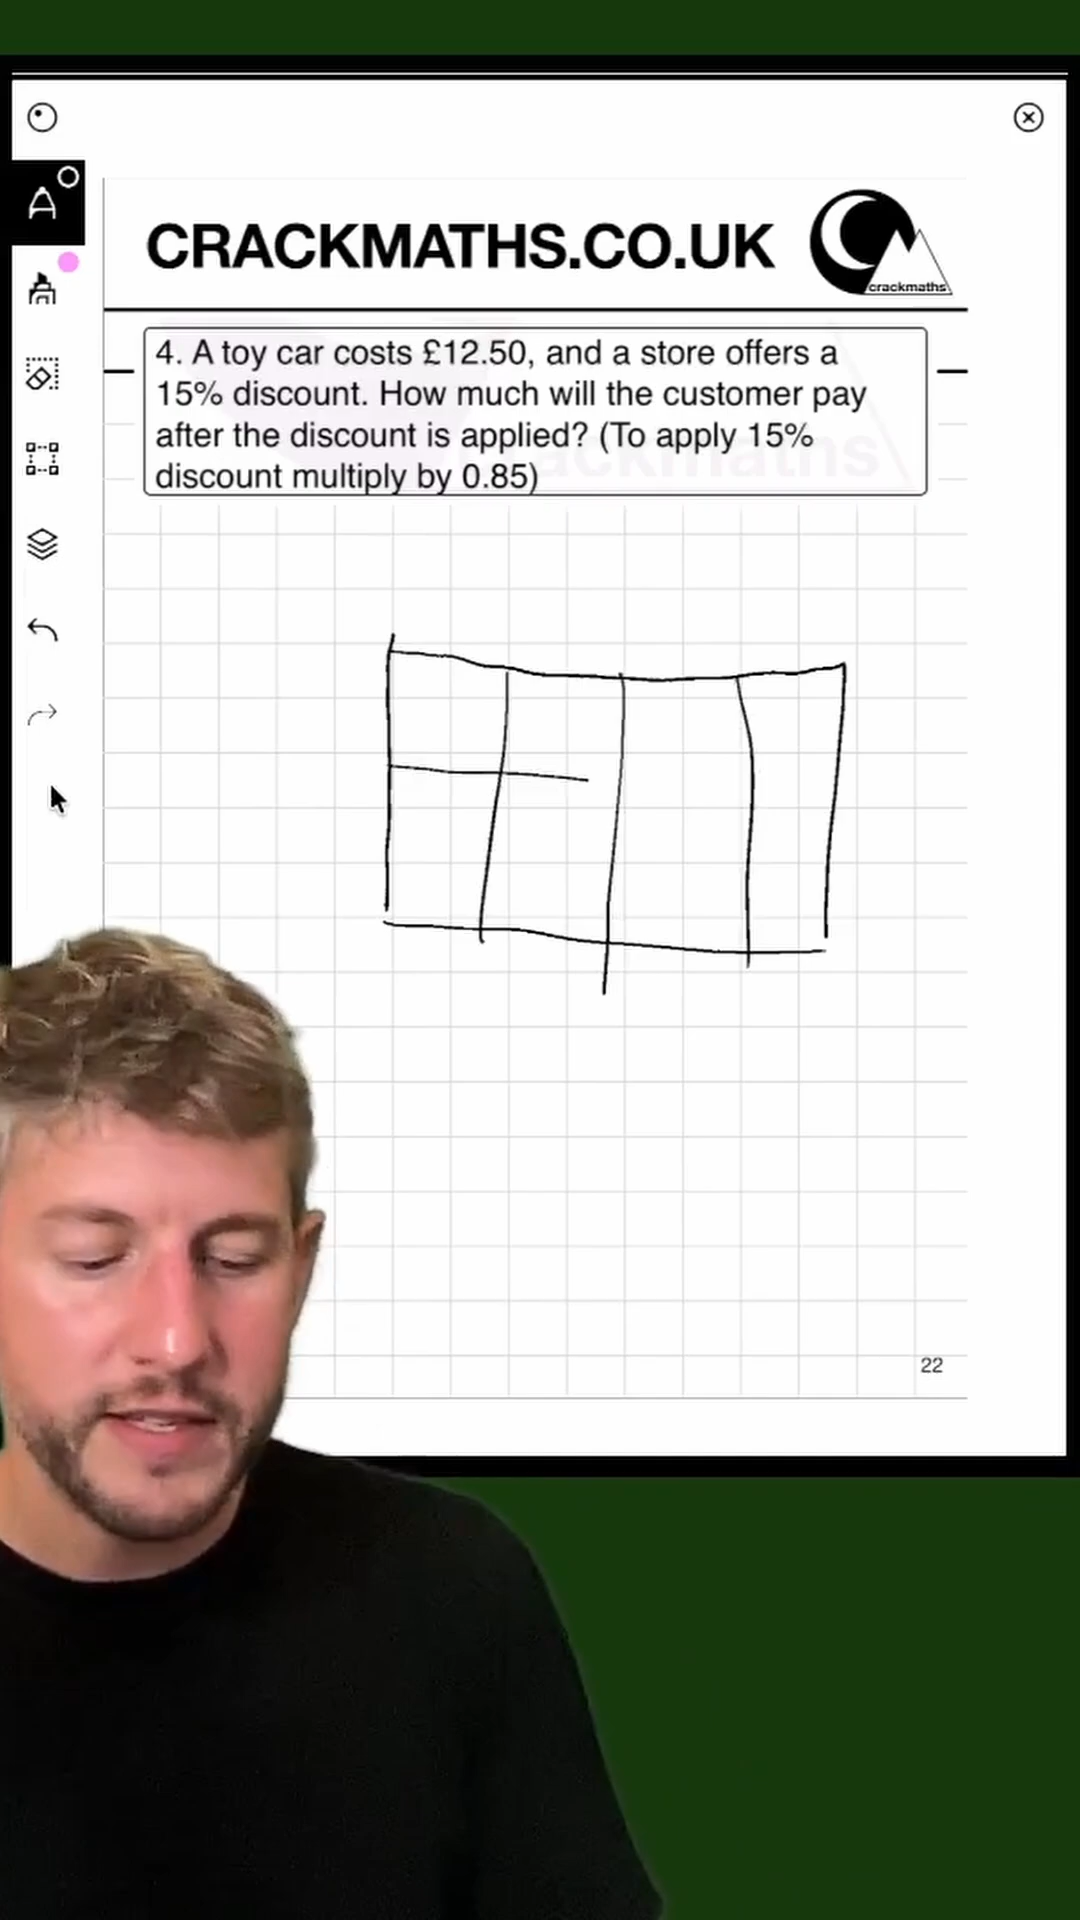 CRACKMATHS.CO.UK
crackmaths
4. A toy car costs £12.50, and a store offers a
15% discount. How much will the customer pay
after the discount is applied? (To apply 15%
discount multiply by 0.85)
crackmaths
22